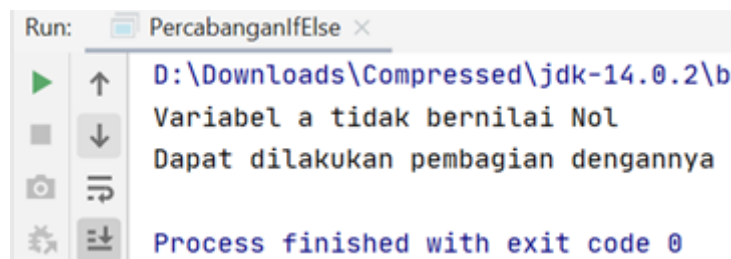 Run: PercabanganIfElse
D:\Downloads\Compressed\jdk-14.0.2\b
Variabel a tidak bernilai Nol
Dapat dilakukan pembagian dengannya
Process finished with exit code 0